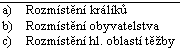 a) Rozmístění králíků
b) Rozmístění obyvatelstva
c) Rozmístění hl. oblastí těžby